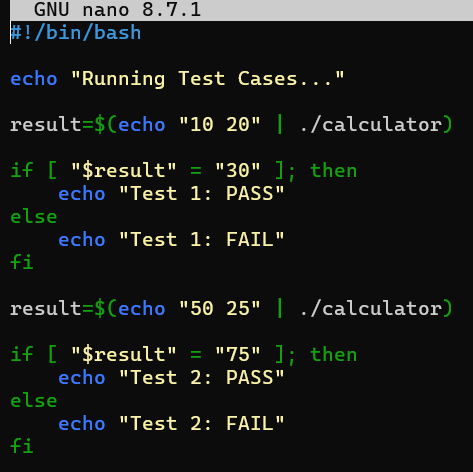 GNU nano 8.7.1
#!/bin/bash
echo "Running Test Cases..."
result=$(echo "10 20" | ./calculator)
if [ "$result" = "30" ]; then
    echo "Test 1: PASS"
else
    echo "Test 1: FAIL"
fi
result=$(echo "50 25" | ./calculator)
if [ "$result" = "75" ]; then
    echo "Test 2: PASS"
else
    echo "Test 2: FAIL"
fi